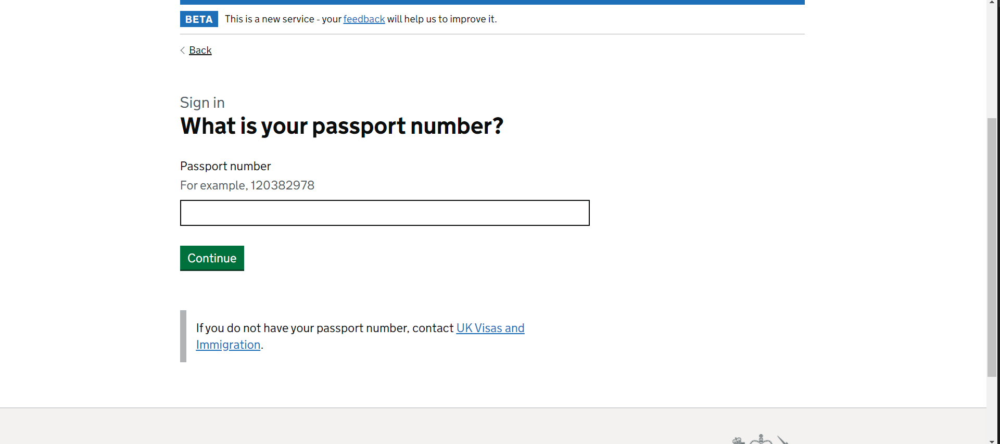 BETA This is a new service - your feedback will help us to improve it.
Back
Sign in
What is your passport number?
Passport number
For example, 120382978
Continue
If you do not have your passport number, contact UK Visas and
Immigration.